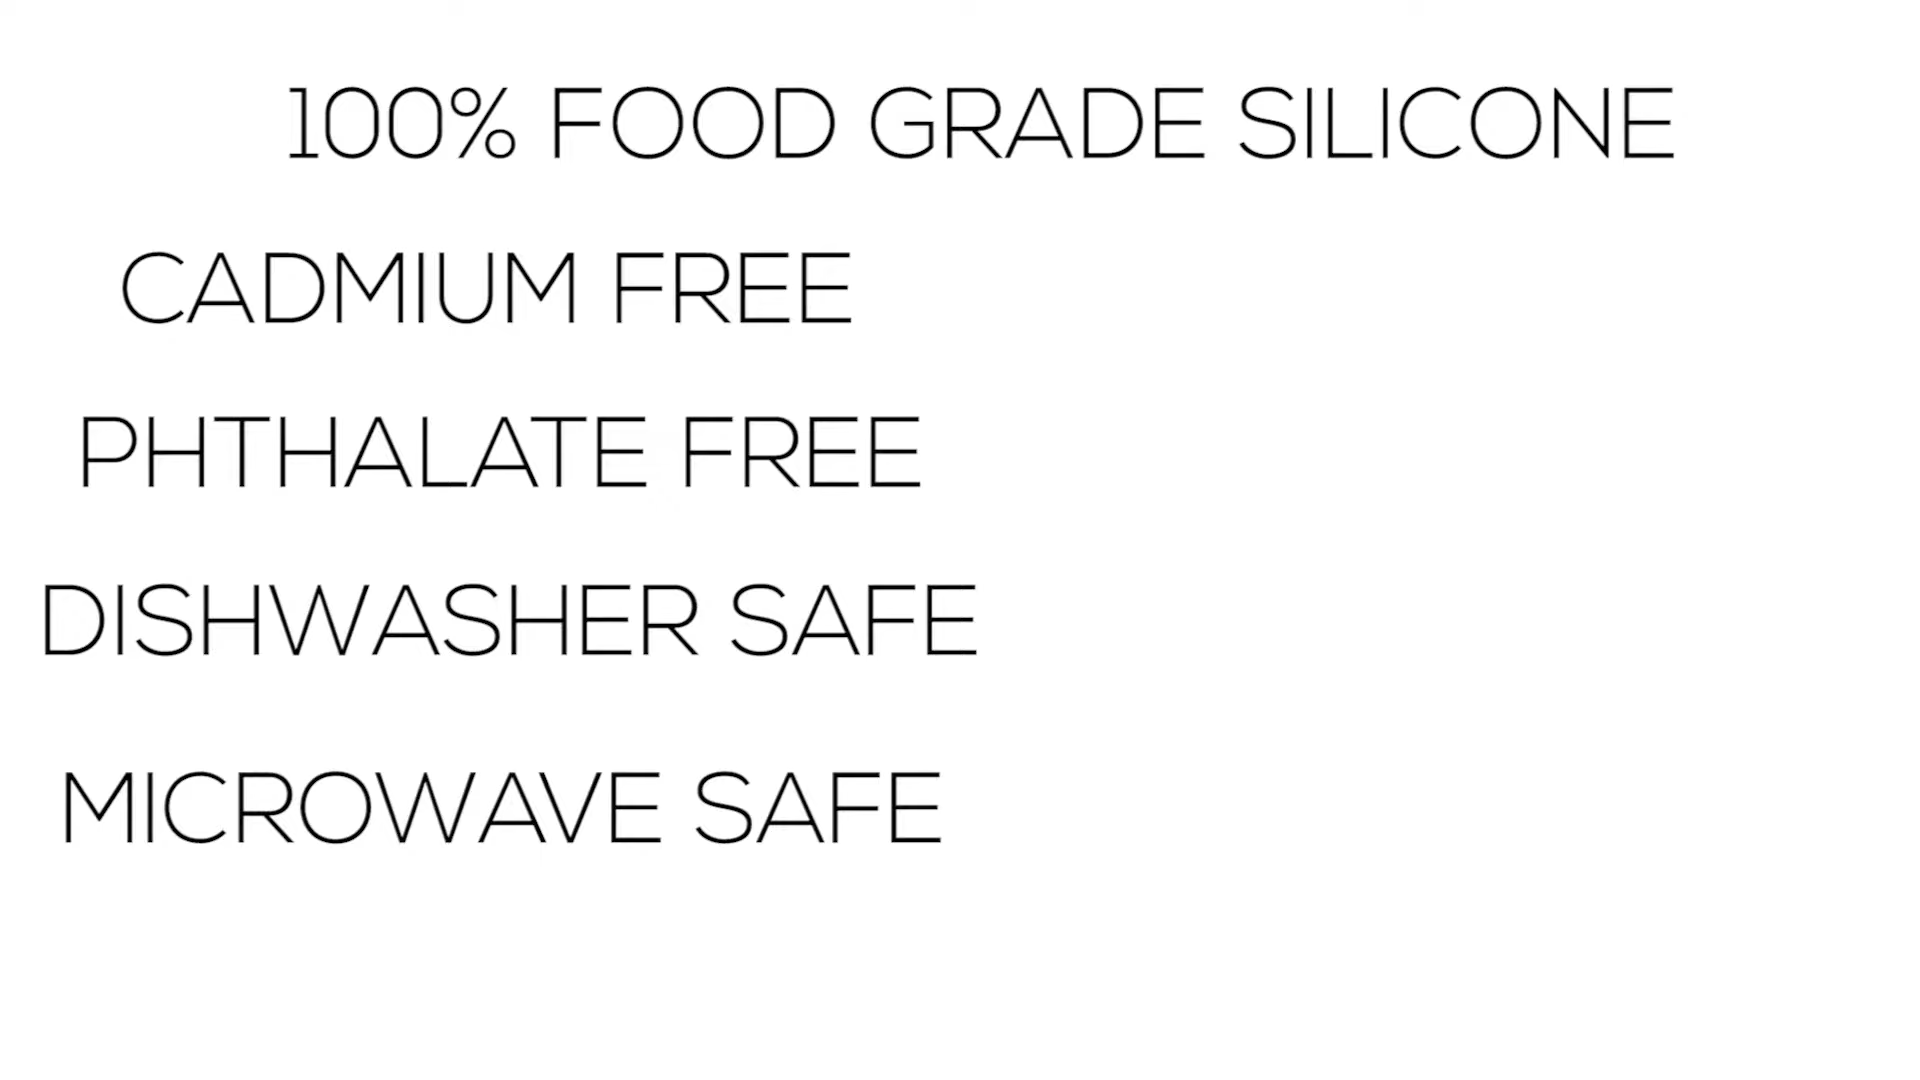 100% FOOD GRADE SILICONE
CADMIUM FREE
PHTHALATE FREE
DISHWASHER SAFE
MICROWAVE SAFE